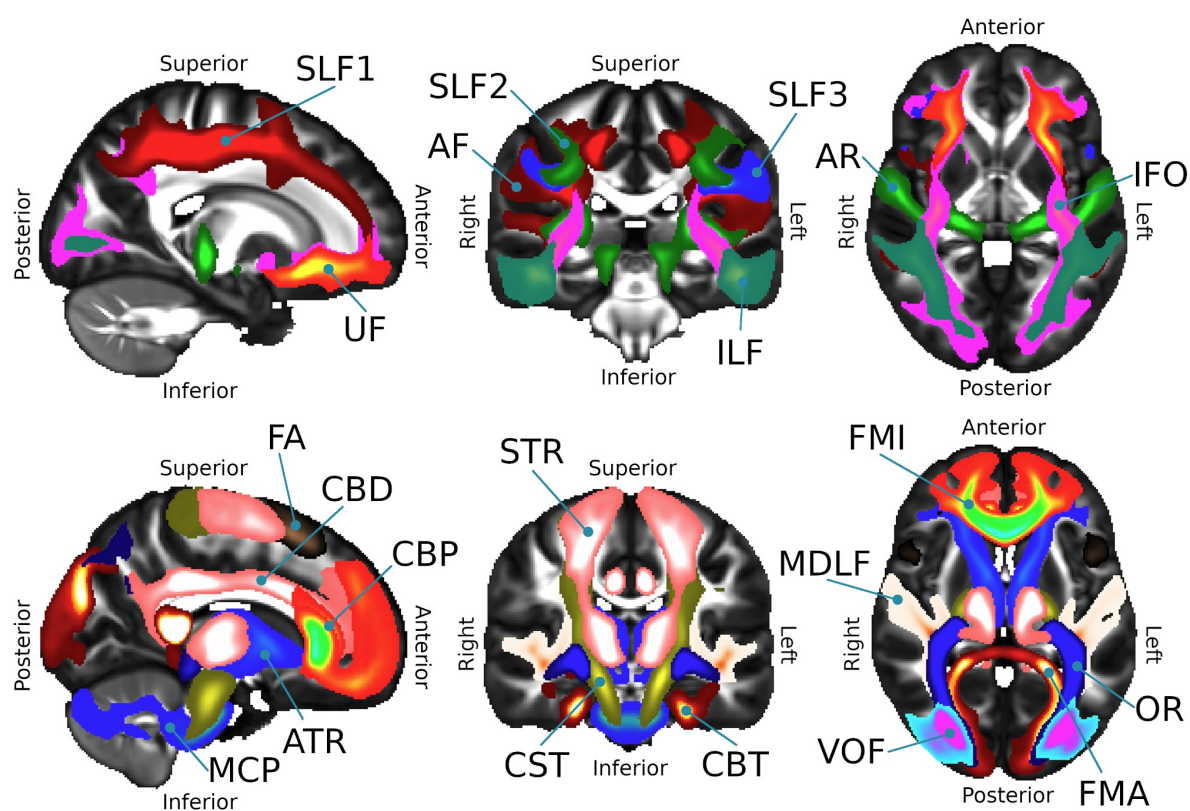 Superior
SLF1
Posterior
Anterior
UF
Inferior
Superior
SLF2
SLF3
AF
Right
Left
ILF
Inferior
Anterior
AR
IFO
Right
Left
Posterior
FA
Superior
CBD
CBP
Posterior
Anterior
ATR
MCP
Inferior
STR
Superior
Right
Left
CST
Inferior
CBT
FMI
Anterior
MDLF
Right
Left
OR
VOF
Posterior
FMA